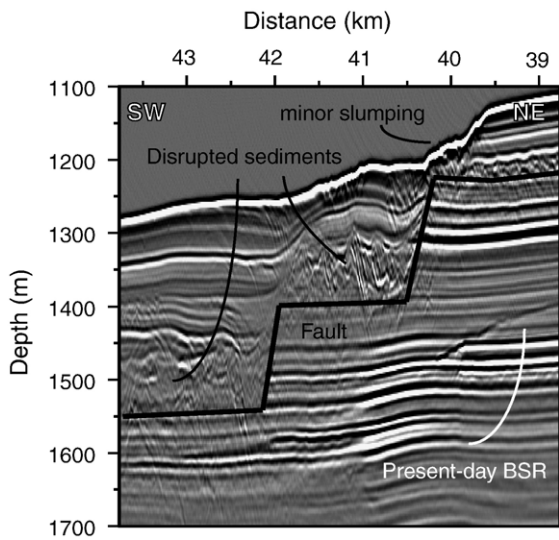 Distance (km)
43 42 41 40 39
1100
SW
NE
minor slumping
1200
Disrupted sediments
1300
Depth (m)
1400
Fault
1500
1600
Present-day BSR
1700